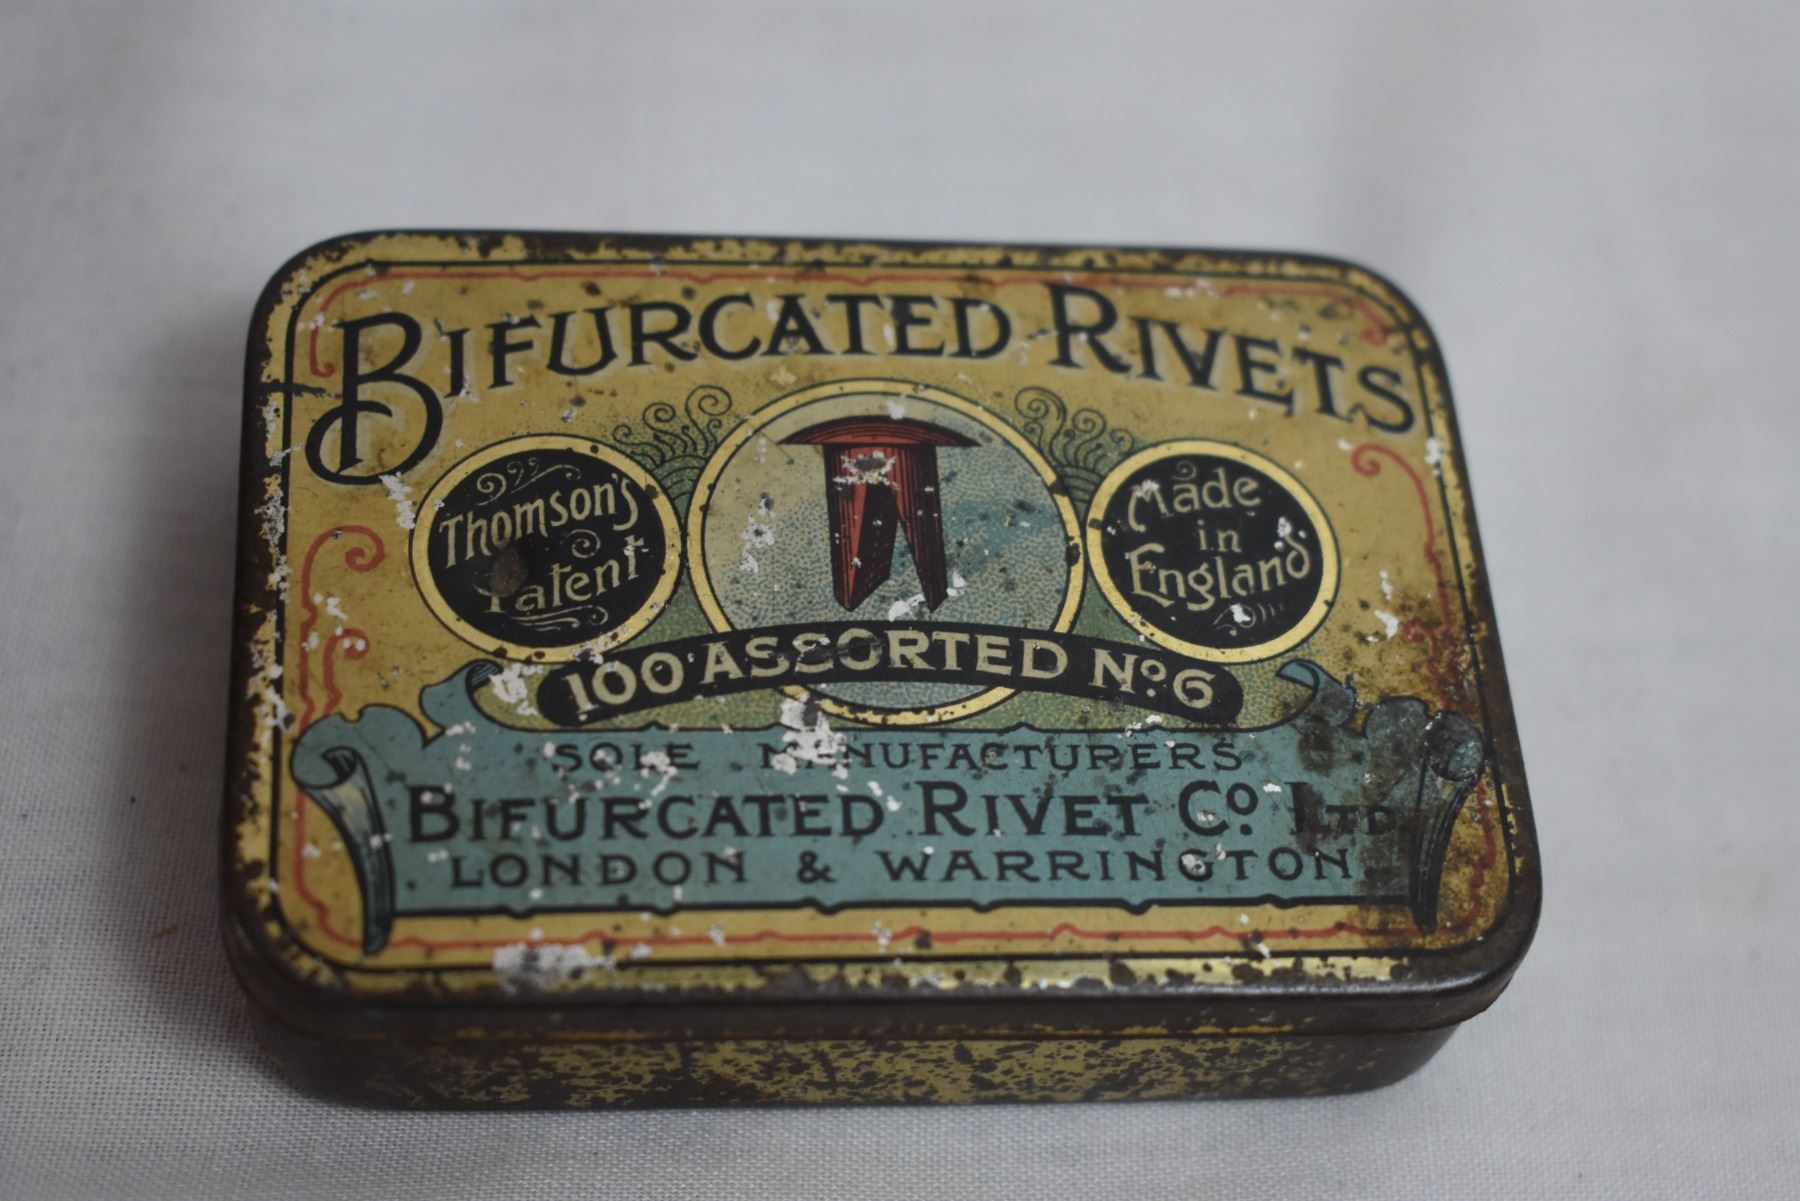 BIFURCATED RIVETS
Thomson's
Patent
Made
in
England
100 ASSORTED Nº 6
SOLE MANUFACTURERS
BIFURCATED RIVET Cº LTD
LONDON & WARRINGTON